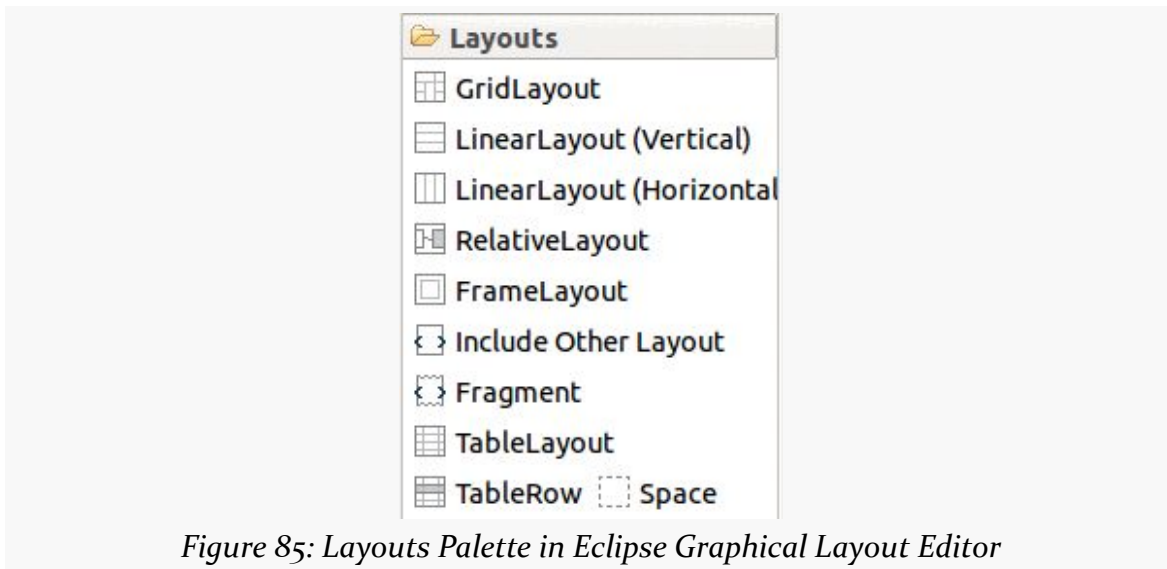 Layouts
GridLayout
LinearLayout (Vertical)
LinearLayout (Horizontal
RelativeLayout
FrameLayout
Include Other Layout
Fragment
TableLayout
TableRow Space
Figure 85: Layouts Palette in Eclipse Graphical Layout Editor